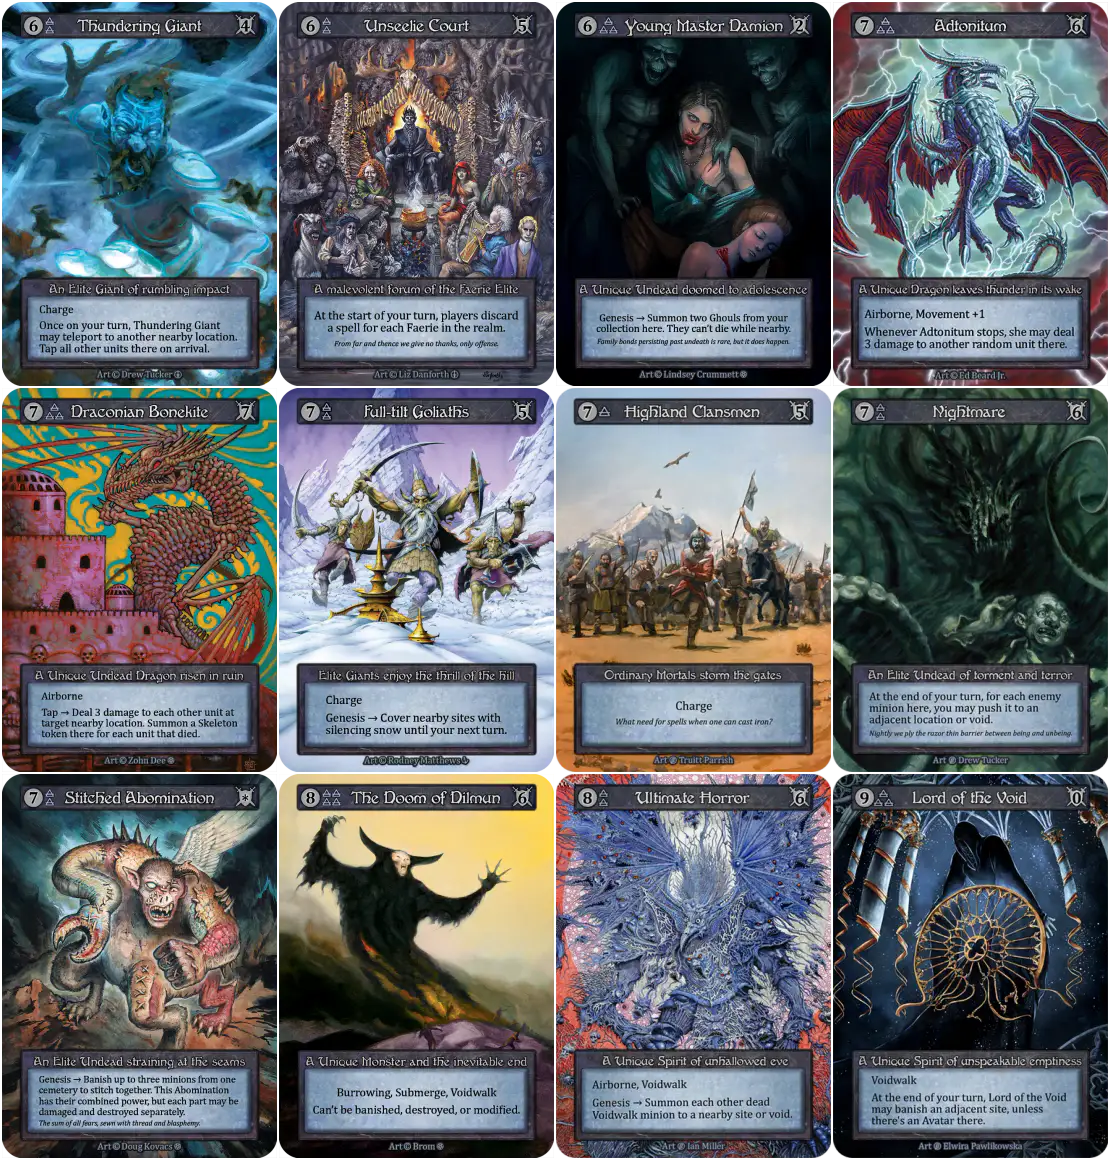 6 Thundering Giant 4
An Elite Giant of rumbling impact
Charge
Once on your turn, Thundering Giant
may teleport to another nearby location.
Tap all other units there on arrival.
Art © Drew Tucker
6 Unseelie Court 5
A malevolent forum of the Faerie Elite
At the start of your turn, players discard
a spell for each Faerie in the realm.
From far and thence we give no thanks, only offense.
Art © Liz Danforth
6 Young Master Damion 2
A Unique Undead doomed to adolescence
Genesis → Summon two Ghouls from your
collection here. They can't die while nearby.
Family bonds persisting past undeath is rare, but it does happen.
Art © Lindsey Crummett
7 Adtonitum 6
A Unique Dragon leaves thunder in its wake
Airborne, Movement +1
Whenever Adtonitum stops, she may deal
3 damage to another random unit there.
Art © Ed Beard Jr.
7 Draconian Bonekite 7
A Unique Undead Dragon risen in ruin
Airborne
Tap → Deal 3 damage to each other unit at
target nearby location. Summon a Skeleton
token there for each unit that died.
Art © Zohn Dee
7 Full-tilt Goliaths 5
Elite Giants enjoy the thrill of the hill
Charge
Genesis → Cover nearby sites with
silencing snow until your next turn.
Art © Rodney Matthews
7 Highland Clansmen 5
Ordinary Mortals storm the gates
Charge
What need for spells when one can cast iron?
Art @ Truitt Parrish
7 Nightmare 6
An Elite Undead of torment and terror
At the end of your turn, for each enemy
minion here, you may push it to an
adjacent location or void.
Nightly we ply the razor thin barrier between being and unbeing.
Art @ Drew Tucker
7 Stitched Abomination *
An Elite Undead straining at the seams
Genesis → Banish up to three minions from one
cemetery to stitch together. This Abomination
has their combined power, but each part may be
damaged and destroyed separately.
The sum of all fears, sewn with thread and blasphemy.
Art © Doug Kovacs
8 The Doom of Dilmun 6
A Unique Monster and the inevitable end
Burrowing, Submerge, Voidwalk
Can't be banished, destroyed, or modified.
Art © Brom
8 Ultimate Horror 6
A Unique Spirit of unhallowed eve
Airborne, Voidwalk
Genesis → Summon each other dead
Voidwalk minion to a nearby site or void.
Art @ Ian Miller
9 Lord of the Void 0
A Unique Spirit of unspeakable emptiness
Voidwalk
At the end of your turn, Lord of the Void
may banish an adjacent site, unless
there's an Avatar there.
Art @ Elwira Pawlikowska